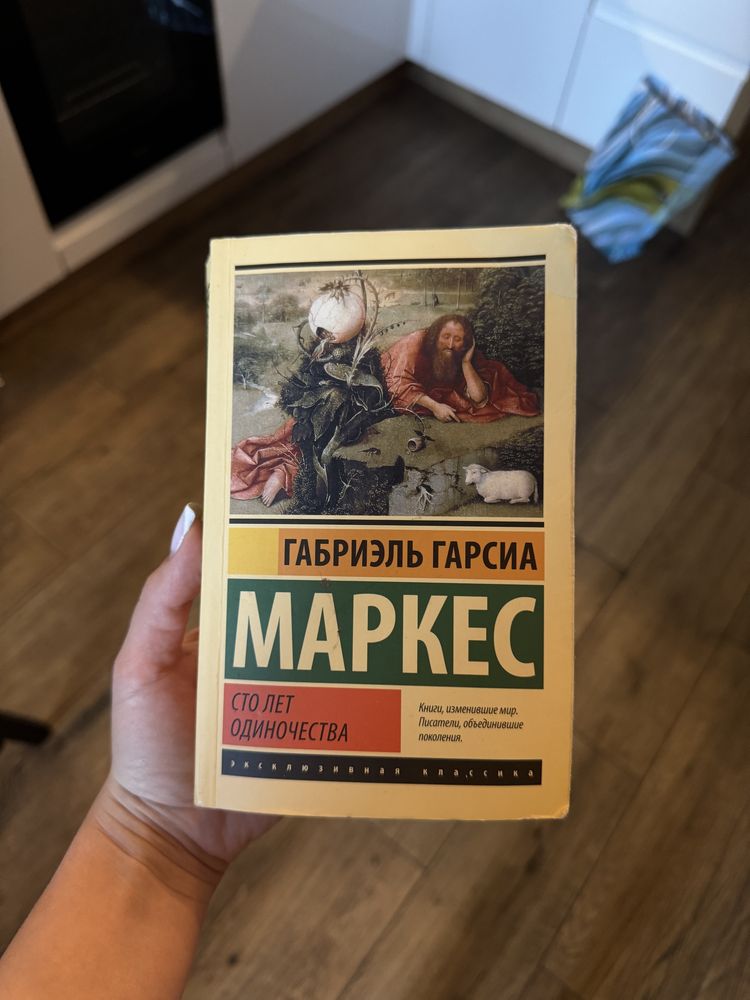 ГАБРИЭЛЬ ГАРСИА
МАРКЕС
СТО ЛЕТ
ОДИНОЧЕСТВА
Книги, изменившие мир.
Писатели, объединившие
поколения.
ЭКСКЛЮЗИВНАЯ КЛАССИКА